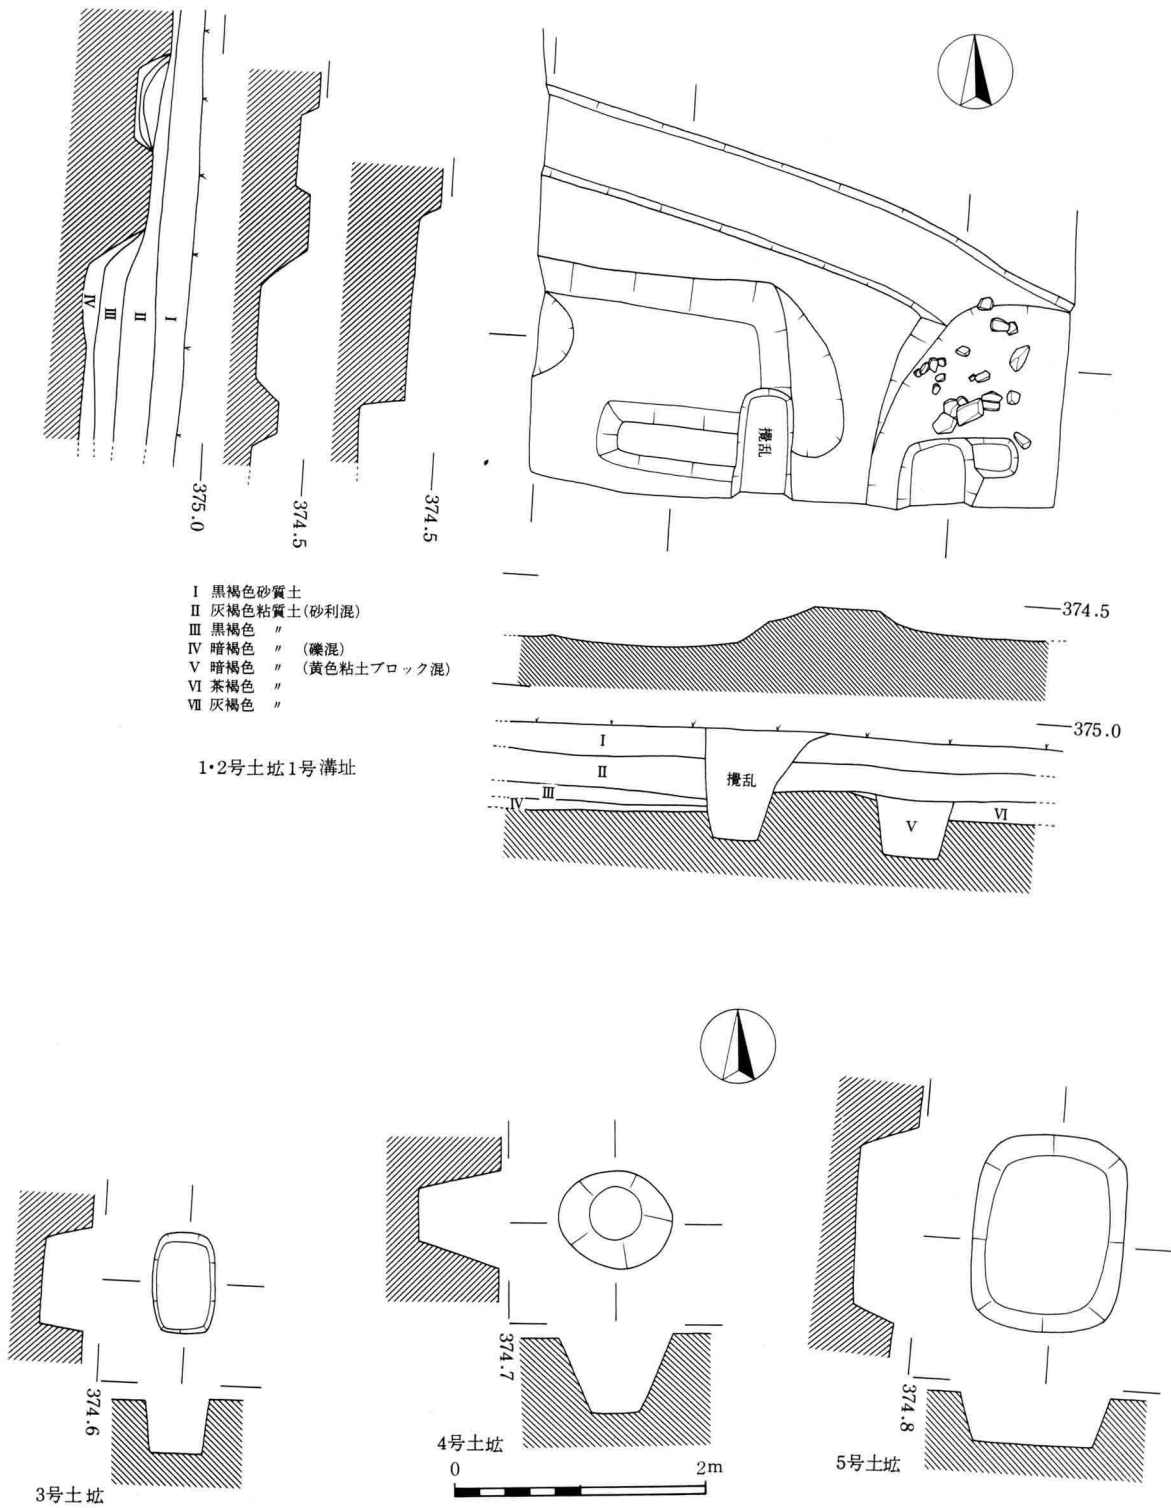 Ⅳ Ⅲ Ⅱ Ⅰ
375.0
374.5
374.5
攪乱
Ⅰ 黒褐色砂質土
Ⅱ 灰褐色粘質土(砂利混)
Ⅲ 黒褐色 〃
Ⅳ 暗褐色 〃 (礫混)
Ⅴ 暗褐色 〃 (黄色粘土ブロック混)
Ⅵ 茶褐色 〃
Ⅶ 灰褐色 〃
1・2号土拡1号溝址
374.5
375.0
Ⅰ
Ⅱ
Ⅲ
Ⅳ
攪乱
Ⅴ
Ⅵ
374.6
3号土拡
374.7
4号土拡
0 2m
374.8
5号土拡